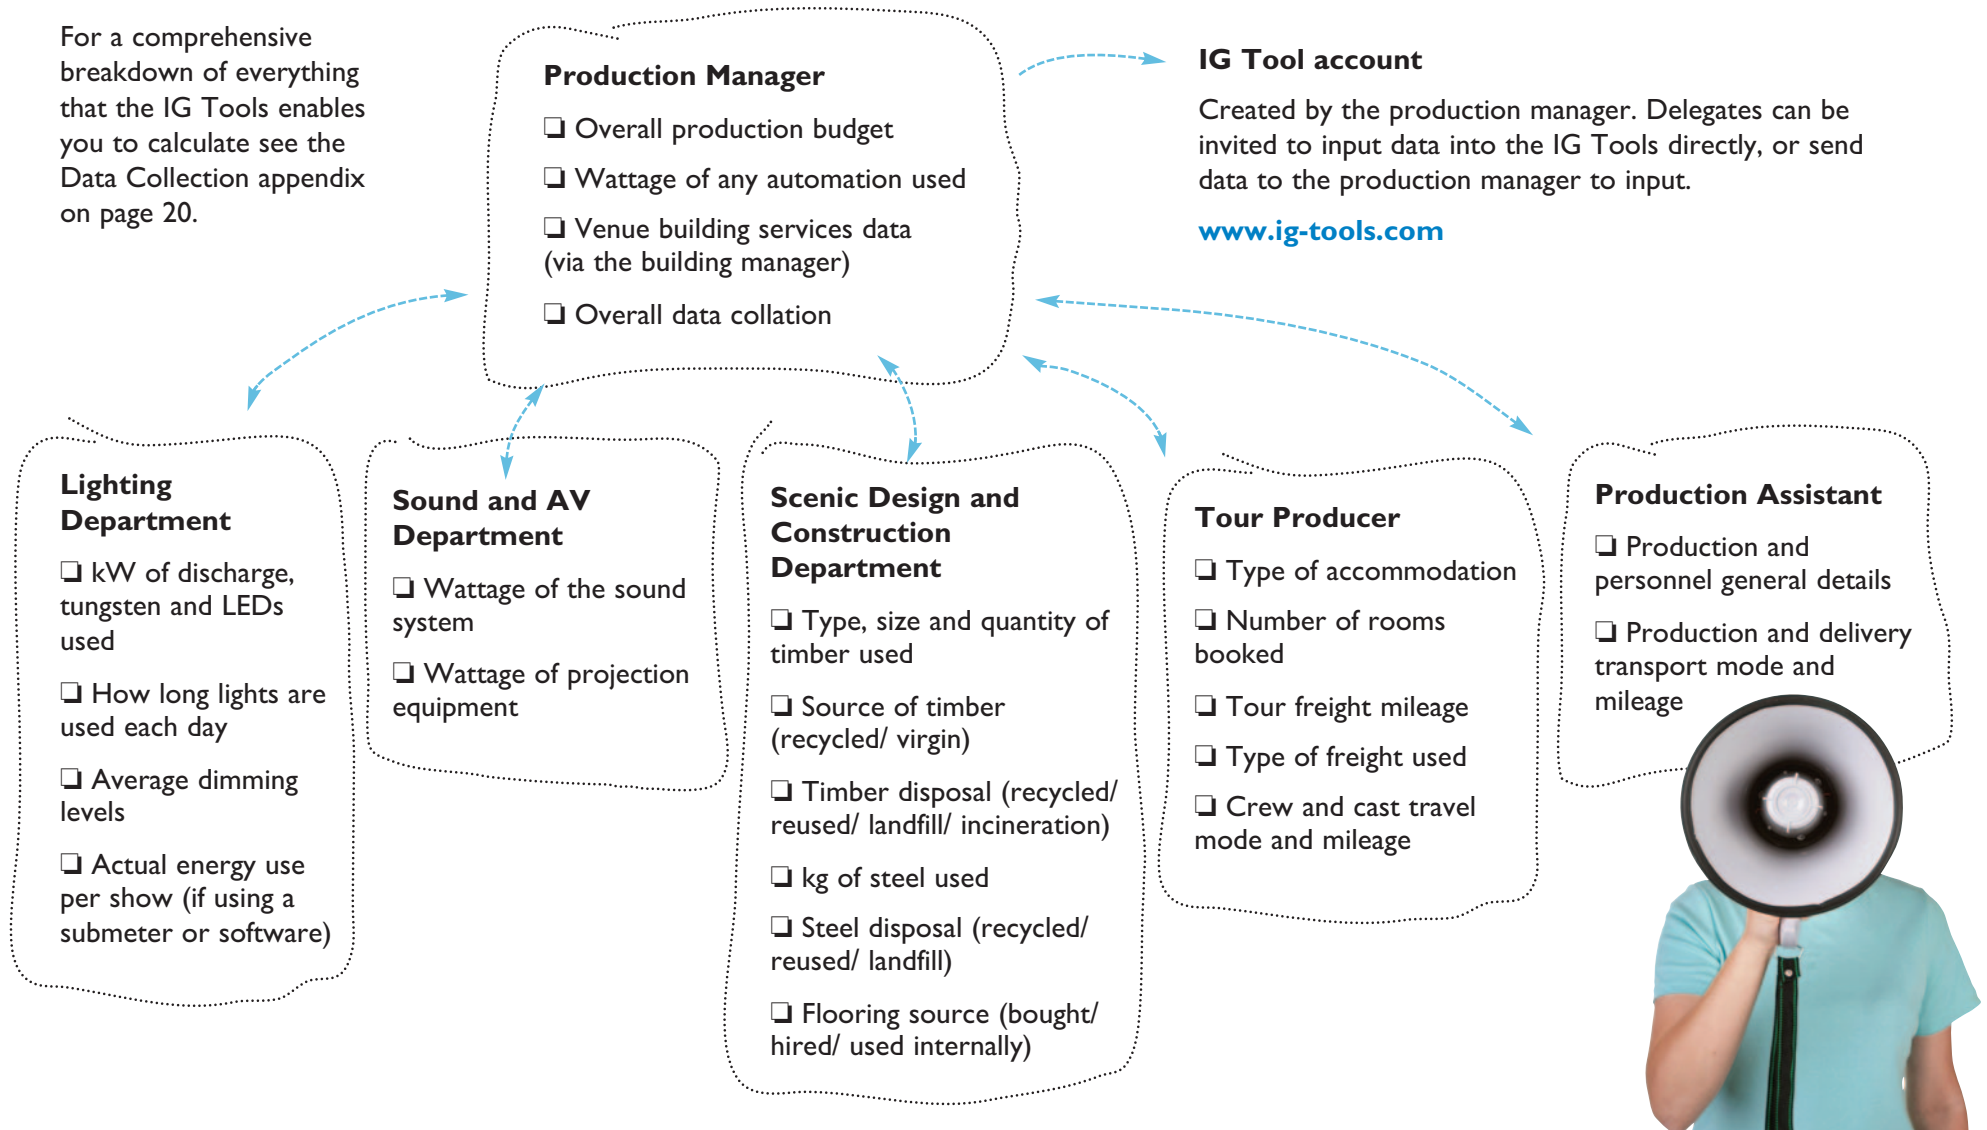 For a comprehensive
breakdown of everything
that the IG Tools enables
you to calculate see the
Data Collection appendix
on page 20.
Production Manager
❏ Overall production budget
❏ Wattage of any automation used
❏ Venue building services data
(via the building manager)
❏ Overall data collation
IG Tool account
Created by the production manager. Delegates can be
invited to input data into the IG Tools directly, or send
data to the production manager to input.
www.ig-tools.com
Lighting
Department
❏ kW of discharge,
tungsten and LEDs
used
❏ How long lights are
used each day
❏ Average dimming
levels
❏ Actual energy use
per show (if using a
submeter or software)
Sound and AV
Department
❏ Wattage of the sound
system
❏ Wattage of projection
equipment
Scenic Design and
Construction
Department
❏ Type, size and quantity of
timber used
❏ Source of timber
(recycled/ virgin)
❏ Timber disposal (recycled/
reused/ landfill/ incineration)
❏ kg of steel used
❏ Steel disposal (recycled/
reused/ landfill)
❏ Flooring source (bought/
hired/ used internally)
Tour Producer
❏ Type of accommodation
❏ Number of rooms
booked
❏ Tour freight mileage
❏ Type of freight used
❏ Crew and cast travel
mode and mileage
Production Assistant
❏ Production and
personnel general details
❏ Production and delivery
transport mode and
mileage